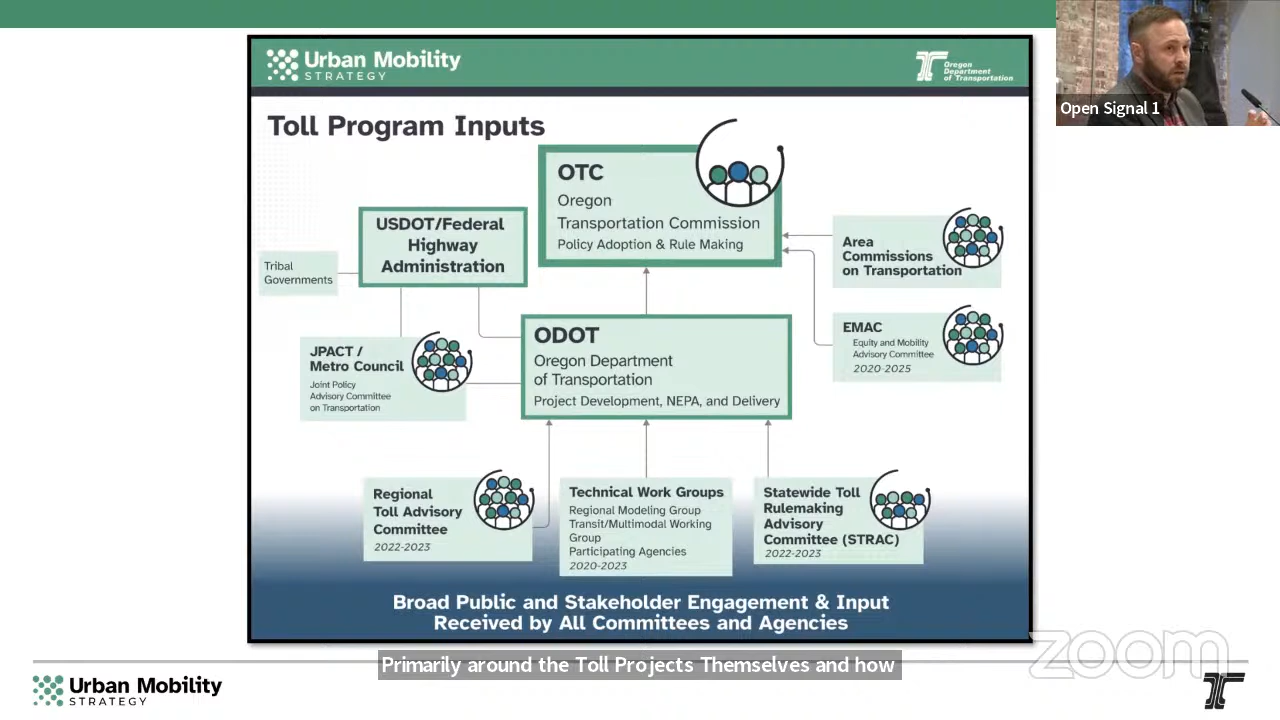 Urban Mobility
STRATEGY
Oregon
Department
of Transportation
Open Signal 1
Toll Program Inputs
OTC
Oregon
Transportation Commission
Policy Adoption & Rule Making
USDOT/Federal
Highway
Administration
Tribal
Governments
Area
Commissions
on Transportation
EMAC
Equity and Mobility
Advisory Committee
2020-2025
ODOT
Oregon Department
of Transportation
Project Development, NEPA, and Delivery
JPACT /
Metro Council
Joint Policy
Advisory Committee
on Transportation
Regional
Toll Advisory
Committee
2022-2023
Technical Work Groups
Regional Modeling Group
Transit/Multimodal Working
Group
Participating Agencies
2020-2023
Statewide Toll
Rulemaking
Advisory
Committee (STRAC)
2022-2023
Broad Public and Stakeholder Engagement & Input
Received by All Committees and Agencies
Primarily around the Toll Projects Themselves and how
zoom
Urban Mobility
STRATEGY